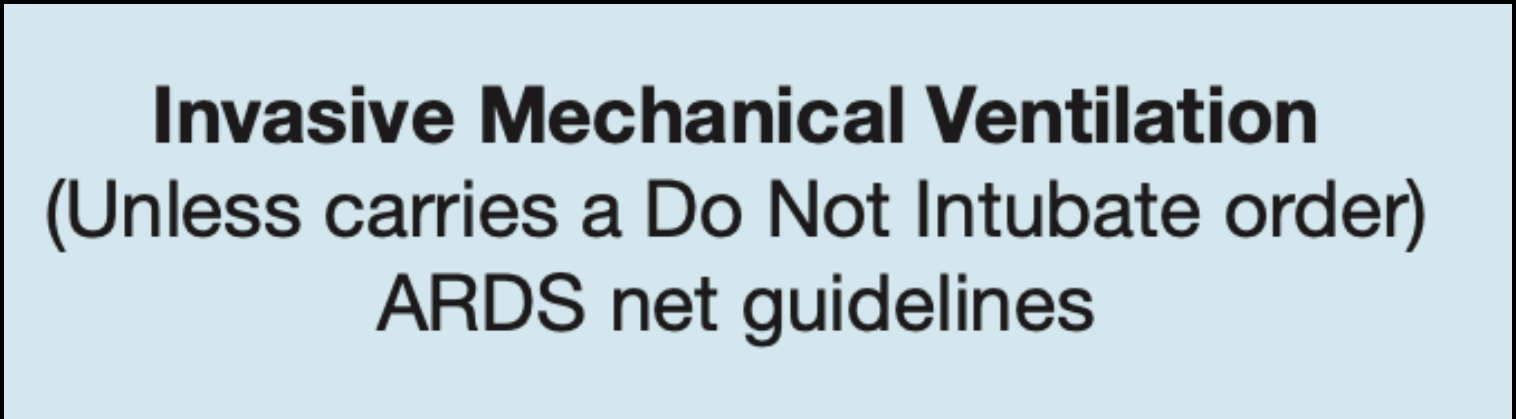 Invasive Mechanical Ventilation
(Unless carries a Do Not Intubate order)
ARDS net guidelines